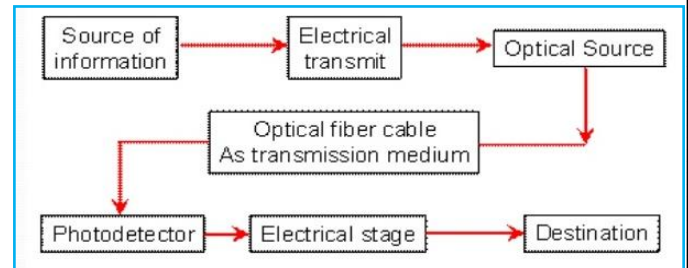 Source of
information
Electrical
transmit
Optical Source
Optical fiber cable
As transmission medium
Photodetector
Electrical stage
Destination